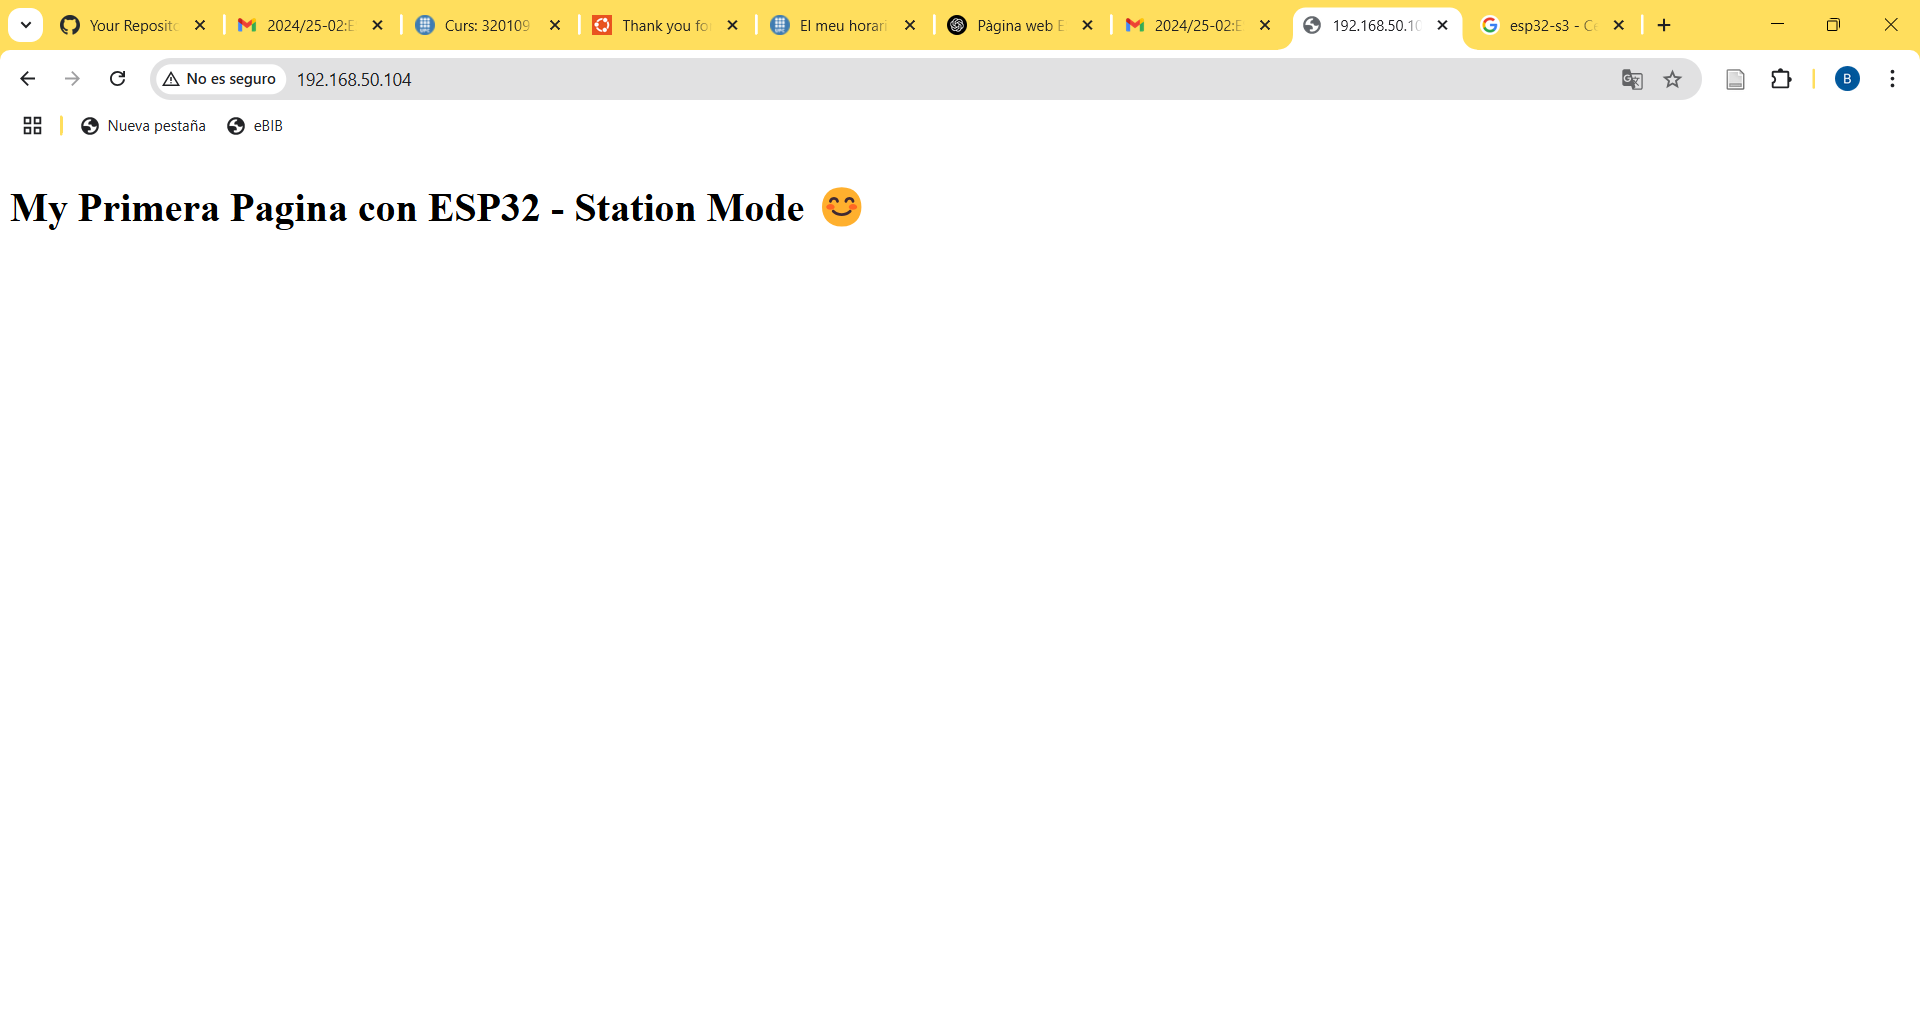 Your Reposito
2024/25-02:E
Curs: 320109
Thank you fo
El meu horari
Pàgina web E
2024/25-02:E
192.168.50.10
esp32-s3 - Ce
No es seguro
192.168.50.104
B
Nueva pestaña
eBIB
My Primera Pagina con ESP32 - Station Mode 😊